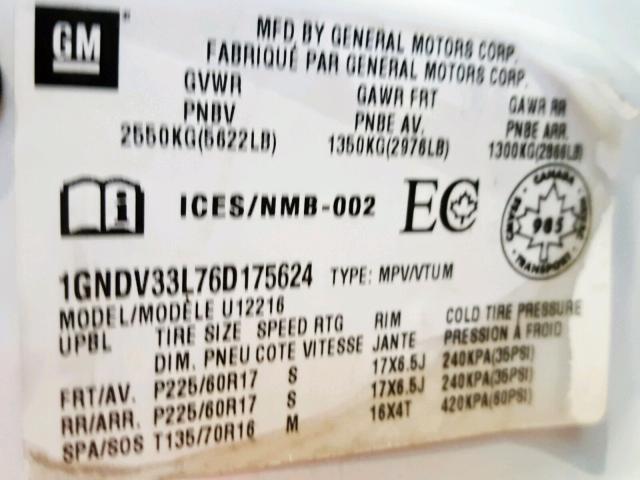 GM
MFD BY GENERAL MOTORS CORP.
FABRIQUÉ PAR GENERAL MOTORS CORP.
GVWR GAWR FRT GAWR RR
PNBV PNBE AV. PNBE ARR.
2550KG(5622LB) 1350KG(2976LB) 1300KG(2866LB)
i ICES/NMB-002 EC
CANADA
985
TRANSPORT
1GNDV33L76D175624 TYPE: MPV/VTUM
MODEL/MODÈLE U12216
UPBL TIRE SIZE SPEED RTG RIM COLD TIRE PRESSURE
DIM. PNEU COTE VITESSE JANTE PRESSION À FROID
FRT/AV. P225/60R17 S 17X6.5J 240KPA(35PSI)
RR/ARR. P225/60R17 S 17X6.5J 240KPA(35PSI)
SPA/SOS T135/70R16 M 16X4T 420KPA(60PSI)